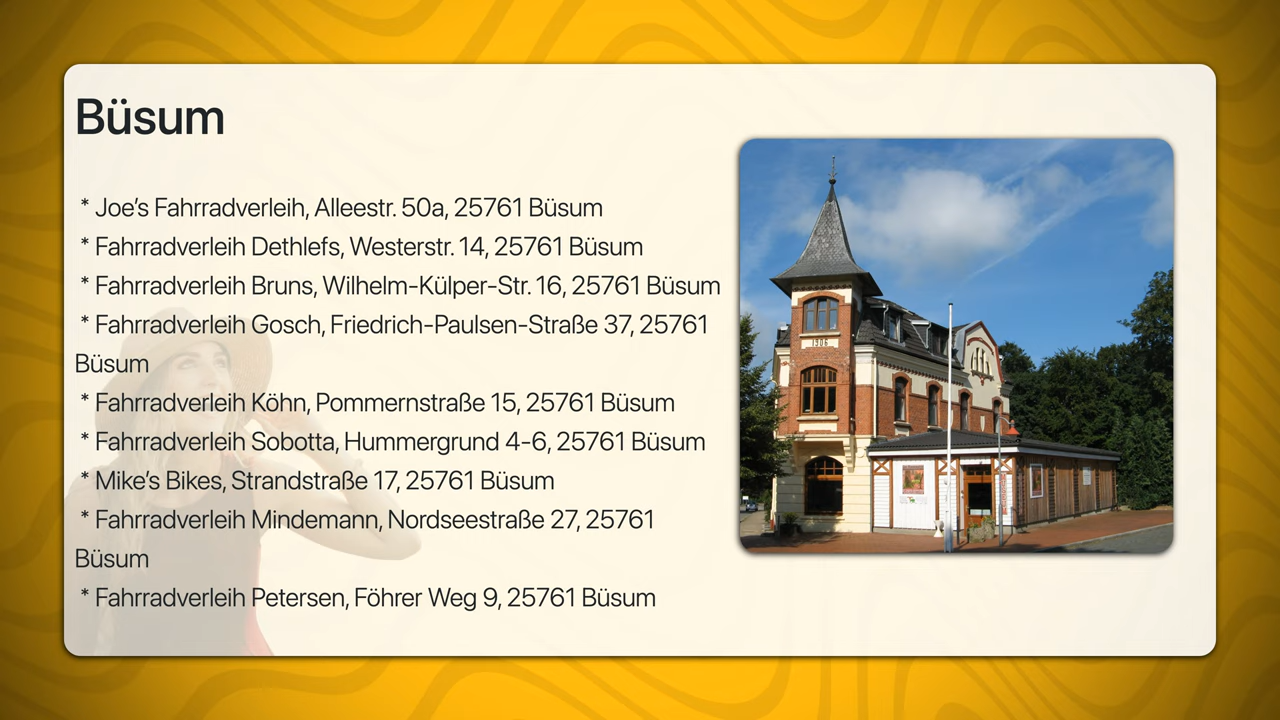 Büsum
* Joe's Fahrradverleih, Alleestr. 50a, 25761 Büsum
* Fahrradverleih Dethlefs, Westerstr. 14, 25761 Büsum
* Fahrradverleih Bruns, Wilhelm-Külper-Str. 16, 25761 Büsum
* Fahrradverleih Gosch, Friedrich-Paulsen-Straße 37, 25761
Büsum
* Fahrradverleih Köhn, Pommernstraße 15, 25761 Büsum
* Fahrradverleih Sobotta, Hummergrund 4-6, 25761 Büsum
* Mike's Bikes, Strandstraße 17, 25761 Büsum
* Fahrradverleih Mindemann, Nordseestraße 27, 25761
Büsum
* Fahrradverleih Petersen, Föhrer Weg 9, 25761 Büsum
1906